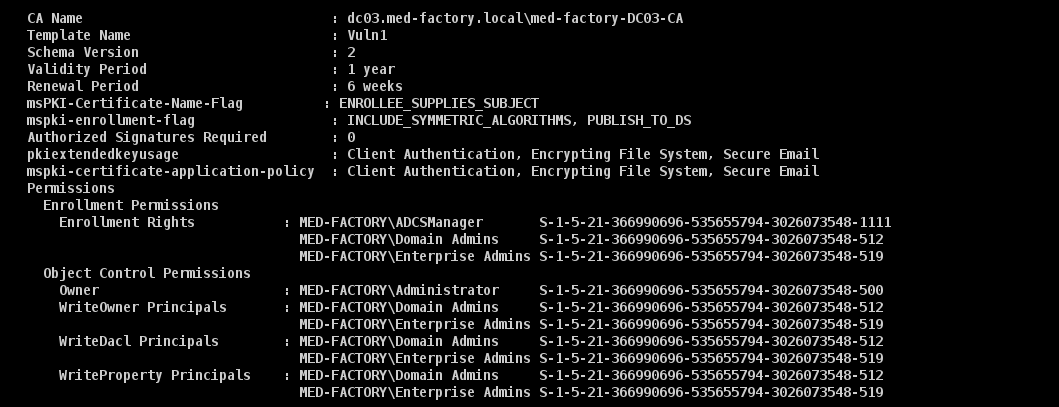 CA Name : dc03.med-factory.local\med-factory-DC03-CA
Template Name : Vuln1
Schema Version : 2
Validity Period : 1 year
Renewal Period : 6 weeks
msPKI-Certificate-Name-Flag : ENROLLEE_SUPPLIES_SUBJECT
mspki-enrollment-flag : INCLUDE_SYMMETRIC_ALGORITHMS, PUBLISH_TO_DS
Authorized Signatures Required : 0
pkiextendedkeyusage : Client Authentication, Encrypting File System, Secure Email
mspki-certificate-application-policy : Client Authentication, Encrypting File System, Secure Email
Permissions
Enrollment Permissions
Enrollment Rights : MED-FACTORY\ADCSManager S-1-5-21-366990696-535655794-3026073548-1111
MED-FACTORY\Domain Admins S-1-5-21-366990696-535655794-3026073548-512
MED-FACTORY\Enterprise Admins S-1-5-21-366990696-535655794-3026073548-519
Object Control Permissions
Owner : MED-FACTORY\Administrator S-1-5-21-366990696-535655794-3026073548-500
WriteOwner Principals : MED-FACTORY\Domain Admins S-1-5-21-366990696-535655794-3026073548-512
MED-FACTORY\Enterprise Admins S-1-5-21-366990696-535655794-3026073548-519
WriteDacl Principals : MED-FACTORY\Domain Admins S-1-5-21-366990696-535655794-3026073548-512
MED-FACTORY\Enterprise Admins S-1-5-21-366990696-535655794-3026073548-519
WriteProperty Principals : MED-FACTORY\Domain Admins S-1-5-21-366990696-535655794-3026073548-512
MED-FACTORY\Enterprise Admins S-1-5-21-366990696-535655794-3026073548-519